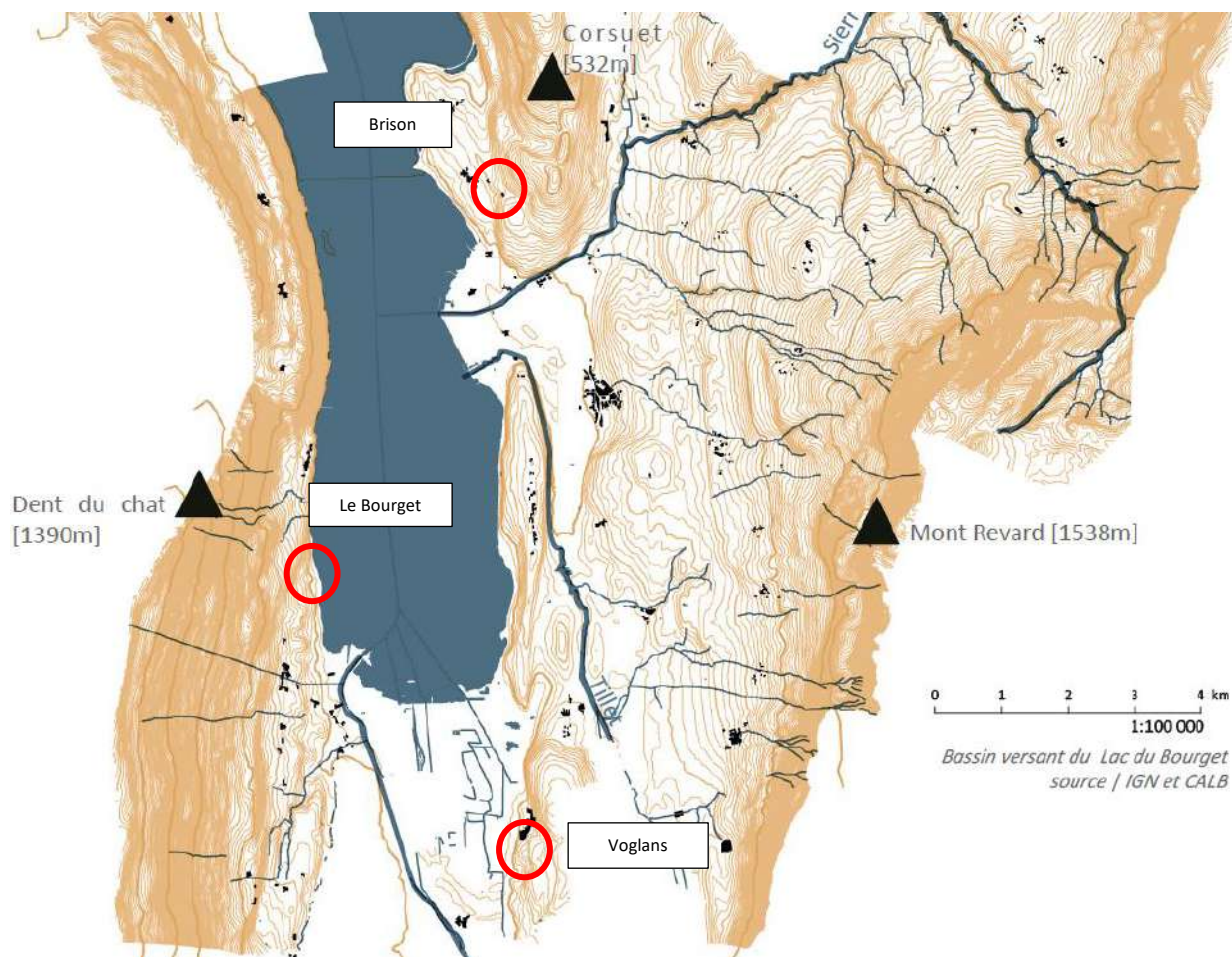 Corsuet
[532m]
Sierr
Brison
Dent du chat
[1390m]
Le Bourget
Mont Revard [1538m]
0 1 2 3 4 km
1:100 000
Bassin versant du Lac du Bourget
source / IGN et CALB
Voglans